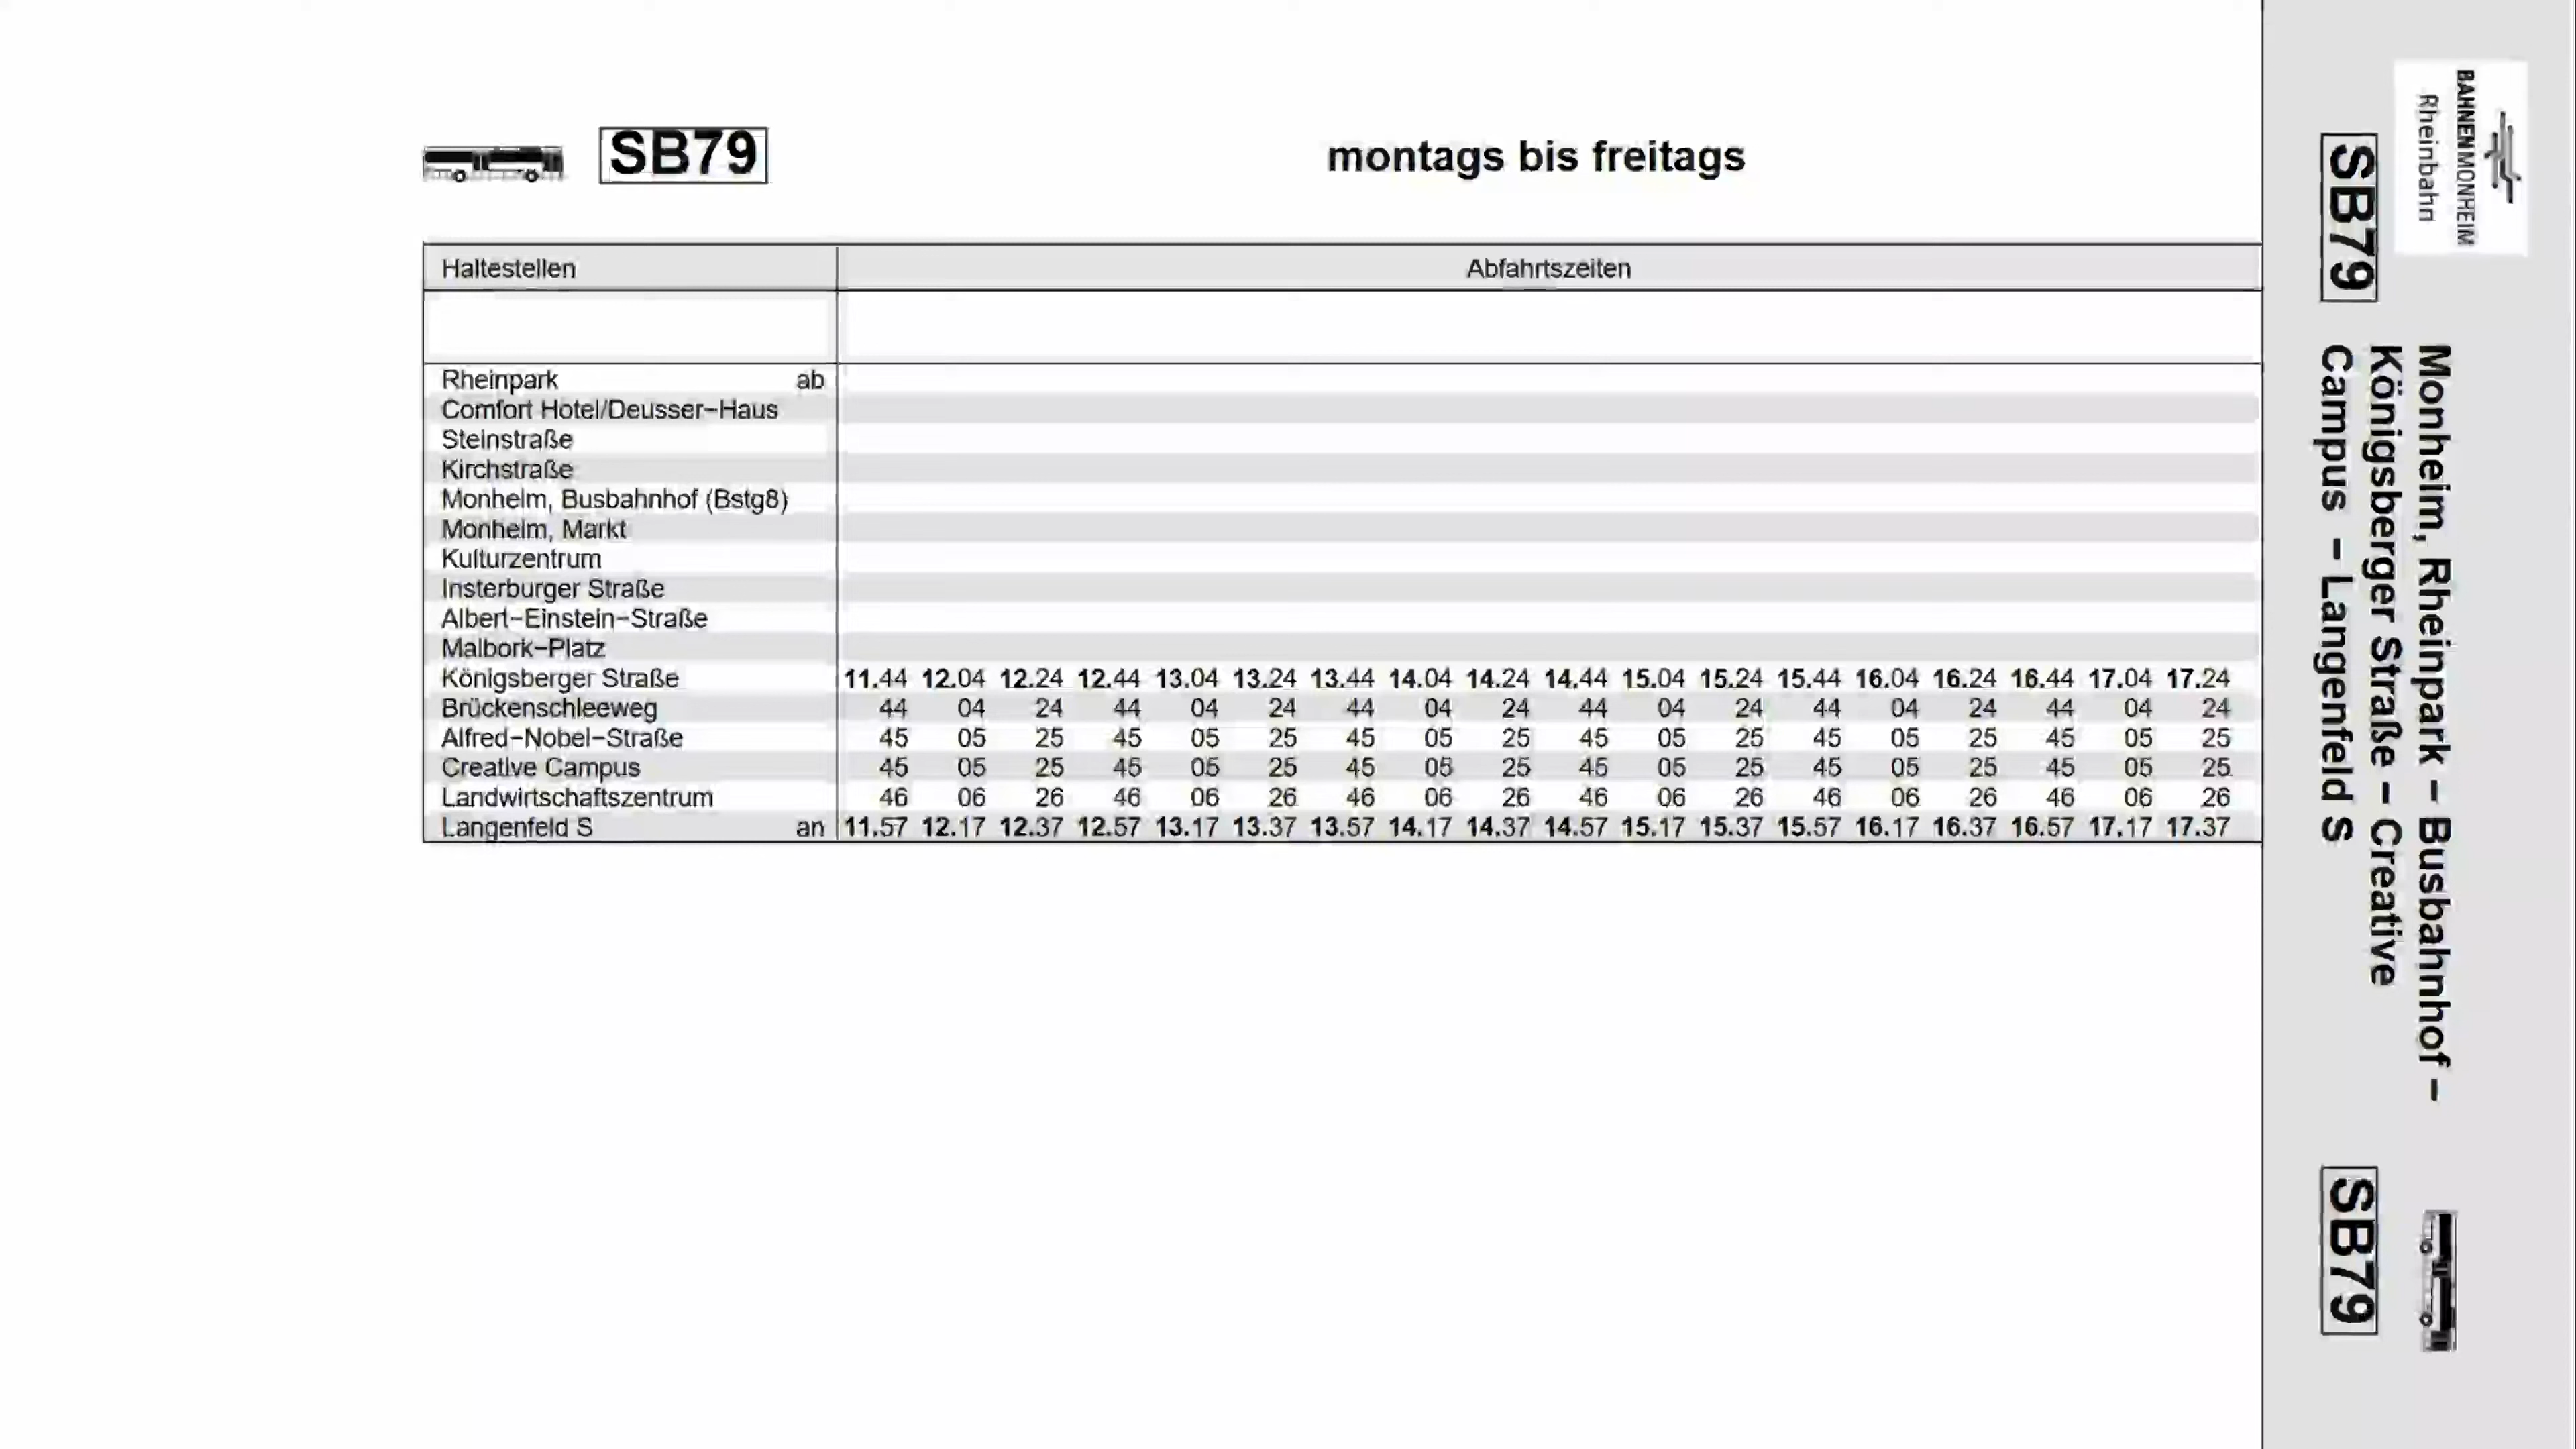 SB79
montags bis freitags
Haltestellen Abfahrtszeiten
Rheinpark ab
Comfort Hotel/Deusser-Haus
Steinstraße
Kirchstraße
Monheim, Busbahnhof (Bstg8)
Monheim, Markt
Kulturzentrum
Insterburger Straße
Albert-Einstein-Straße
Malbork-Platz
Königsberger Straße 11.44 12.04 12.24 12.44 13.04 13.24 13.44 14.04 14.24 14.44 15.04 15.24 15.44 16.04 16.24 16.44 17.04 17.24
Brückenschleeweg 44 04 24 44 04 24 44 04 24 44 04 24 44 04 24 44 04 24
Alfred-Nobel-Straße 45 05 25 45 05 25 45 05 25 45 05 25 45 05 25 45 05 25
Creative Campus 45 05 25 45 05 25 45 05 25 45 05 25 45 05 25 45 05 25
Landwirtschaftszentrum 46 06 26 46 06 26 46 06 26 46 06 26 46 06 26 46 06 26
Langenfeld S an 11.57 12.17 12.37 12.57 13.17 13.37 13.57 14.17 14.37 14.57 15.17 15.37 15.57 16.17 16.37 16.57 17.17 17.37
BAHNENMONHEIM
Rheinbahn
SB79
Monheim, Rheinpark – Busbahnhof –
Königsberger Straße – Creative
Campus – Langenfeld S
SB79